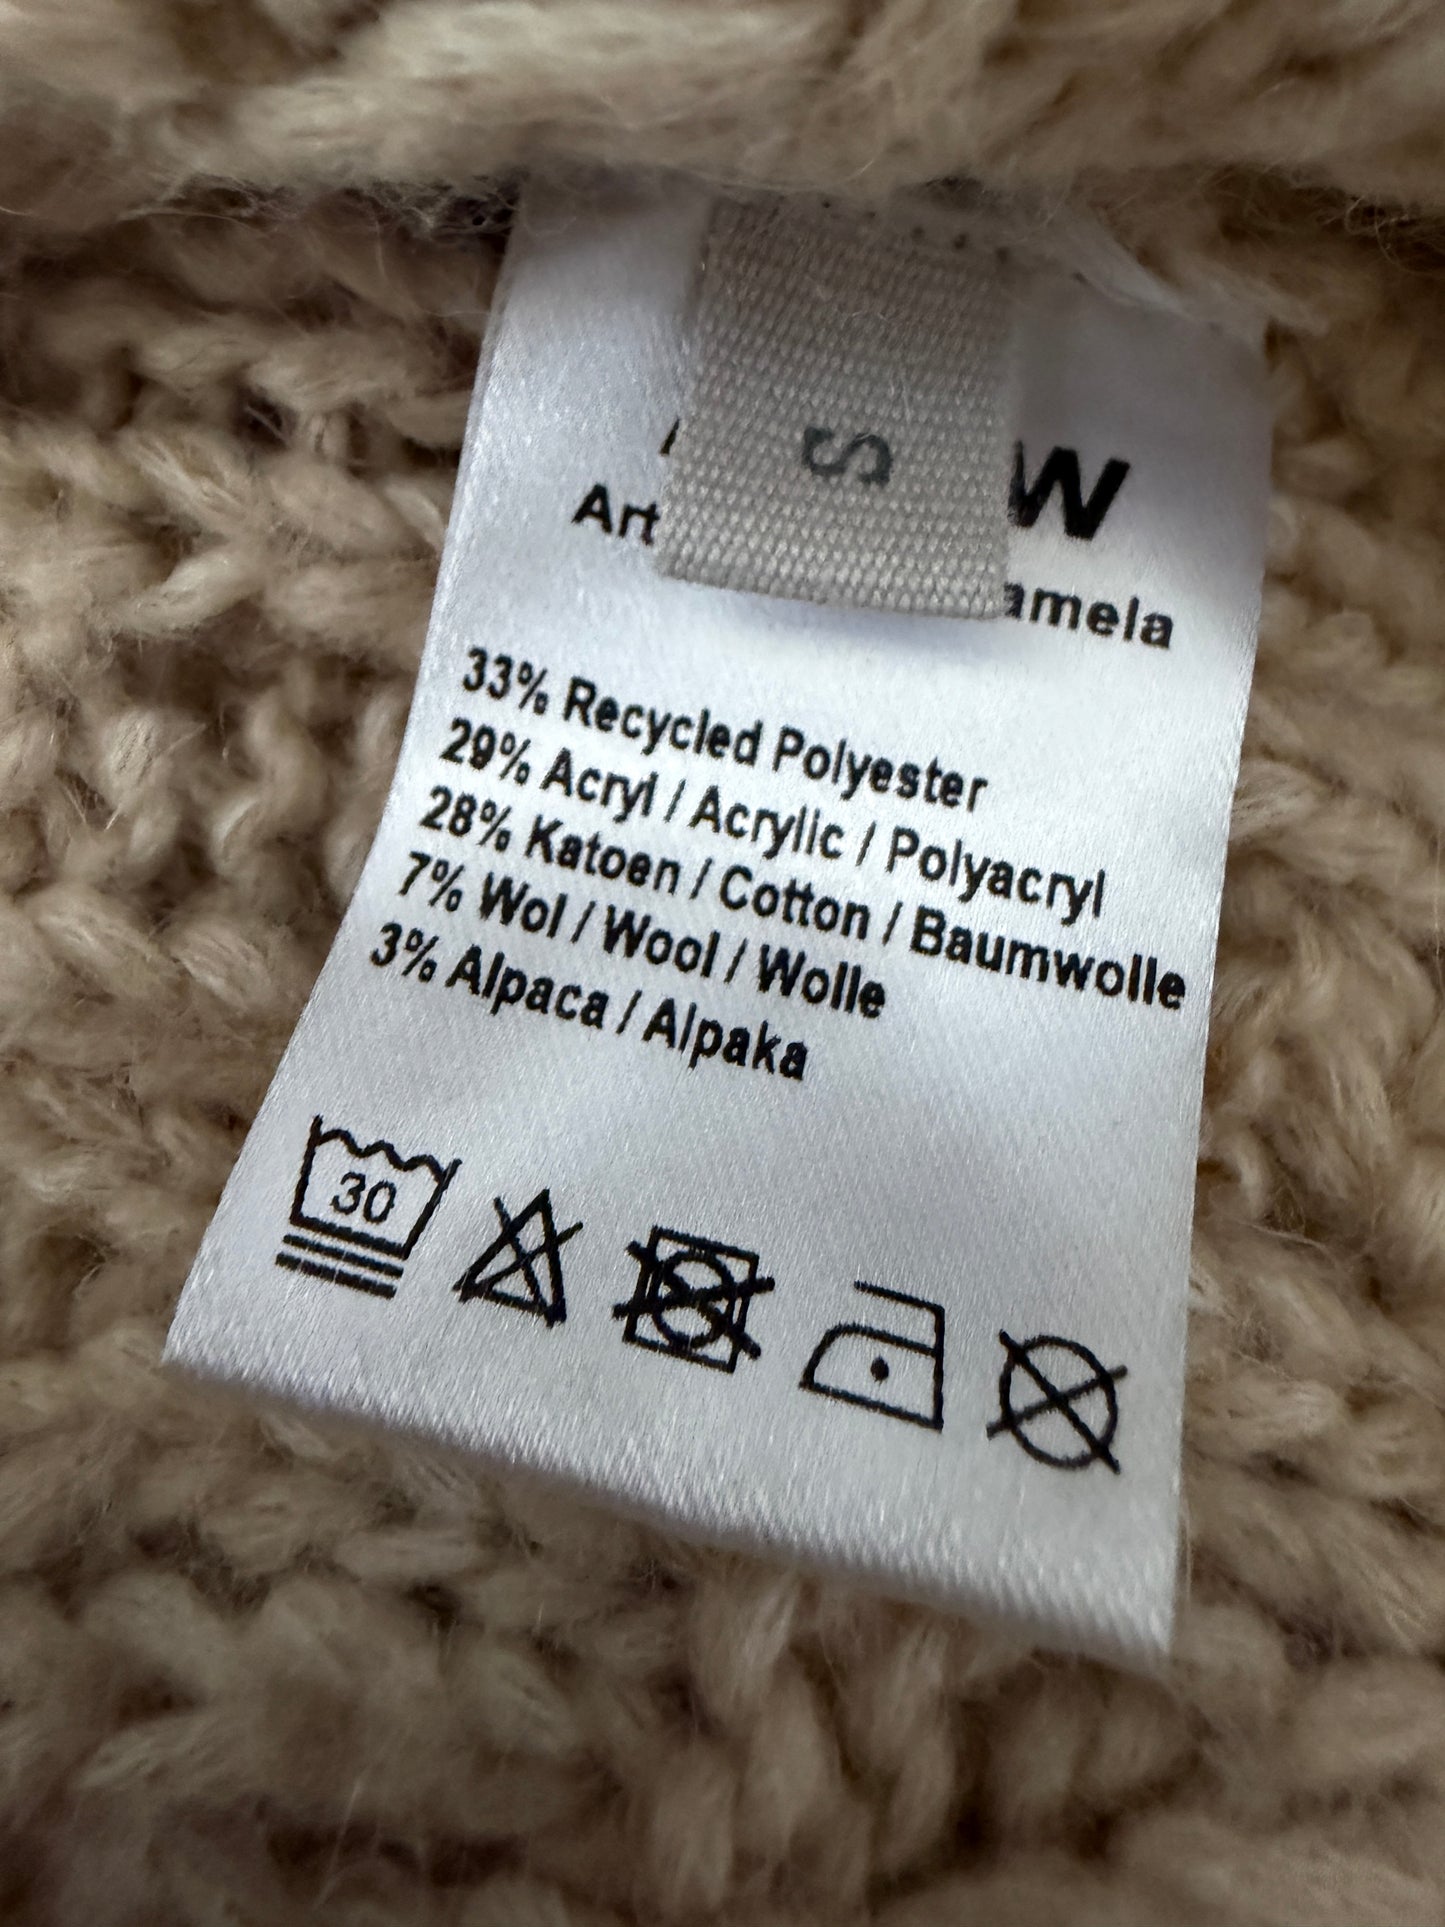 S
W
Art
amela
33% Recycled Polyester
29% Acryl / Acrylic / Polyacryl
28% Katoen / Cotton / Baumwolle
7% Wol / Wool / Wolle
3% Alpaca / Alpaka
30